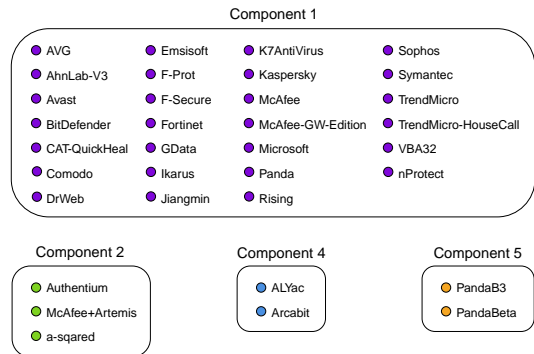 Component 1
AVG
AhnLab-V3
Avast
BitDefender
CAT-QuickHeal
Comodo
DrWeb
Emsisoft
F-Prot
F-Secure
Fortinet
GData
Ikarus
Jiangmin
K7AntiVirus
Kaspersky
McAfee
McAfee-GW-Edition
Microsoft
Panda
Rising
Sophos
Symantec
TrendMicro
TrendMicro-HouseCall
VBA32
nProtect
Component 2
Authentium
McAfee+Artemis
a-sqared
Component 4
ALYac
Arcabit
Component 5
PandaB3
PandaBeta